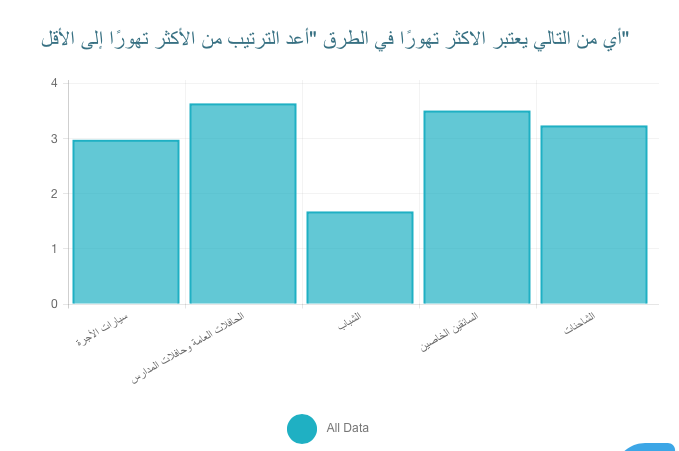 أي من التالي يعتبر الاكثر تهورًا في الطرق "أعد الترتيب من الأكثر تهورًا إلى الأقل"
4
3
2
1
0
سيارات الأجرة
الحافلات العامة وحافلات المدارس
الشباب
السائقين الخاصين
الشاحنات
All Data